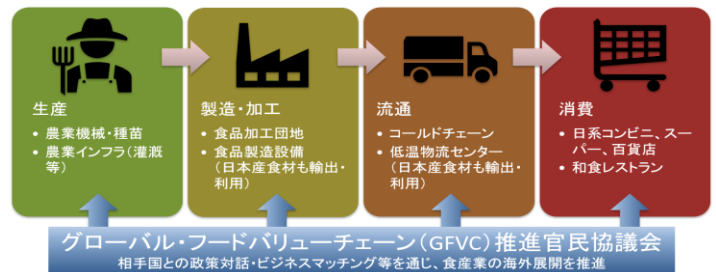 生産
• 農業機械・種苗
• 農業インフラ（灌漑
等）
製造・加工
• 食品加工団地
• 食品製造設備
（日本産食材も輸出・
利用）
流通
• コールドチェーン
• 低温物流センター
（日本産食材も輸出・
利用）
消費
• 日系コンビニ、スー
パー、百貨店
• 和食レストラン
グローバル・フードバリューチェーン（GFVC）推進官民協議会
相手国との政策対話・ビジネスマッチング等を通じ、食産業の海外展開を推進